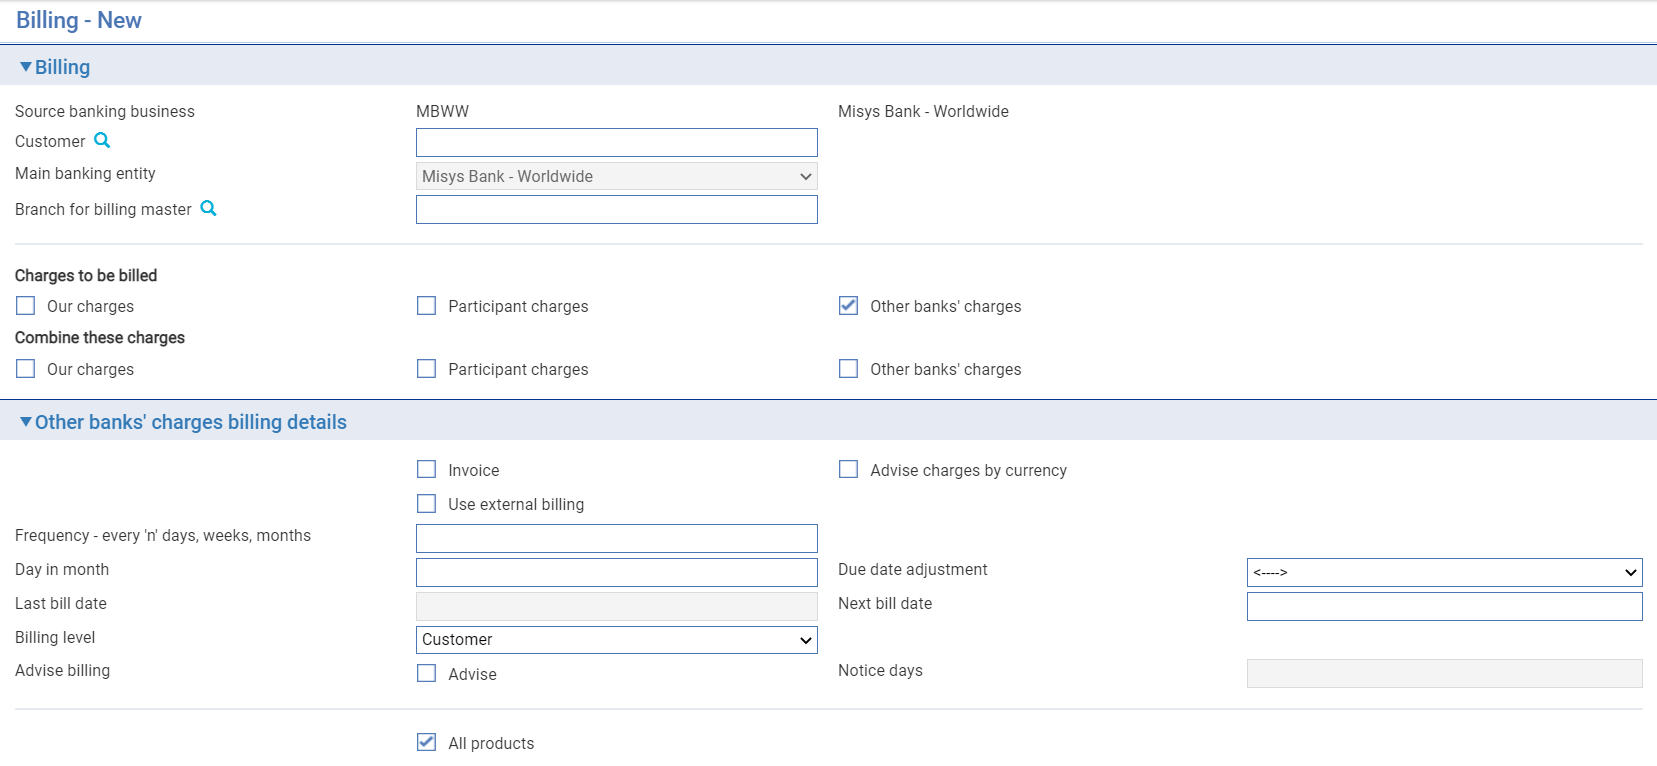 Billing - New
Billing
Source banking business MBWW Misys Bank - Worldwide
Customer
Main banking entity Misys Bank - Worldwide
Branch for billing master
Charges to be billed
Our charges Participant charges Other banks' charges
Combine these charges
Our charges Participant charges Other banks' charges
Other banks' charges billing details
Invoice Advise charges by currency
Use external billing
Frequency - every 'n' days, weeks, months
Day in month Due date adjustment <---->
Last bill date Next bill date
Billing level Customer
Advise billing Advise Notice days
All products